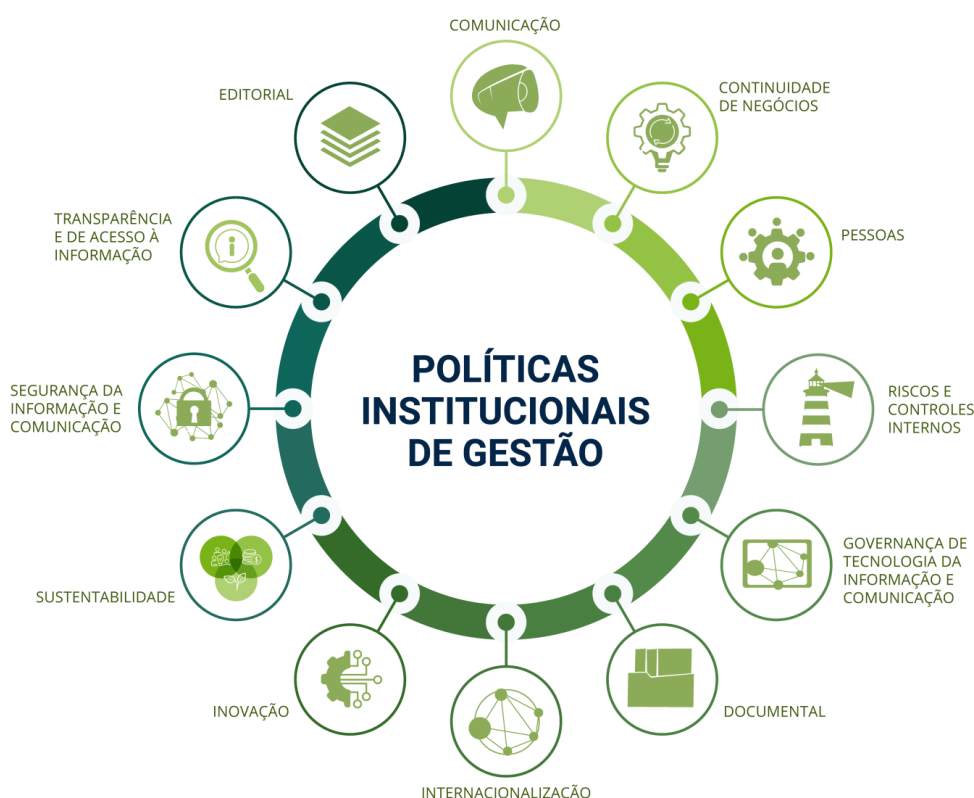 COMUNICAÇÃO
CONTINUIDADE
DE NEGÓCIOS
PESSOAS
RISCOS E
CONTROLES
INTERNOS
GOVERNANÇA DE
TECNOLOGIA DA
INFORMAÇÃO E
COMUNICAÇÃO
DOCUMENTAL
INTERNACIONALIZAÇÃO
INOVAÇÃO
SUSTENTABILIDADE
SEGURANÇA DA
INFORMAÇÃO E
COMUNICAÇÃO
TRANSPARÊNCIA
E DE ACESSO À
INFORMAÇÃO
EDITORIAL
POLÍTICAS
INSTITUCIONAIS
DE GESTÃO